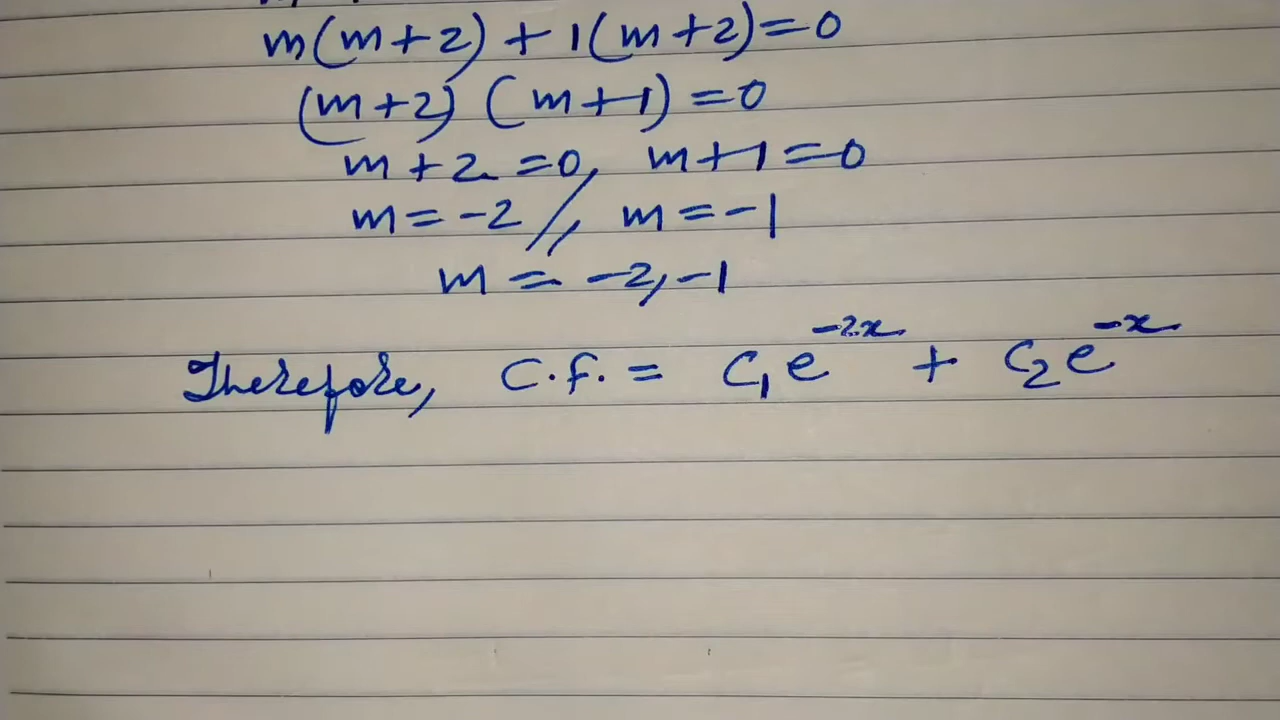 m(m+2) + 1(m+2)=0
(m+2) (m+1)=0
m+2=0, m+1=0
m=-2 // m=-1
m = -2,-1
Therefore, C.f. = C₁e⁻²ˣ + C₂e⁻ˣ